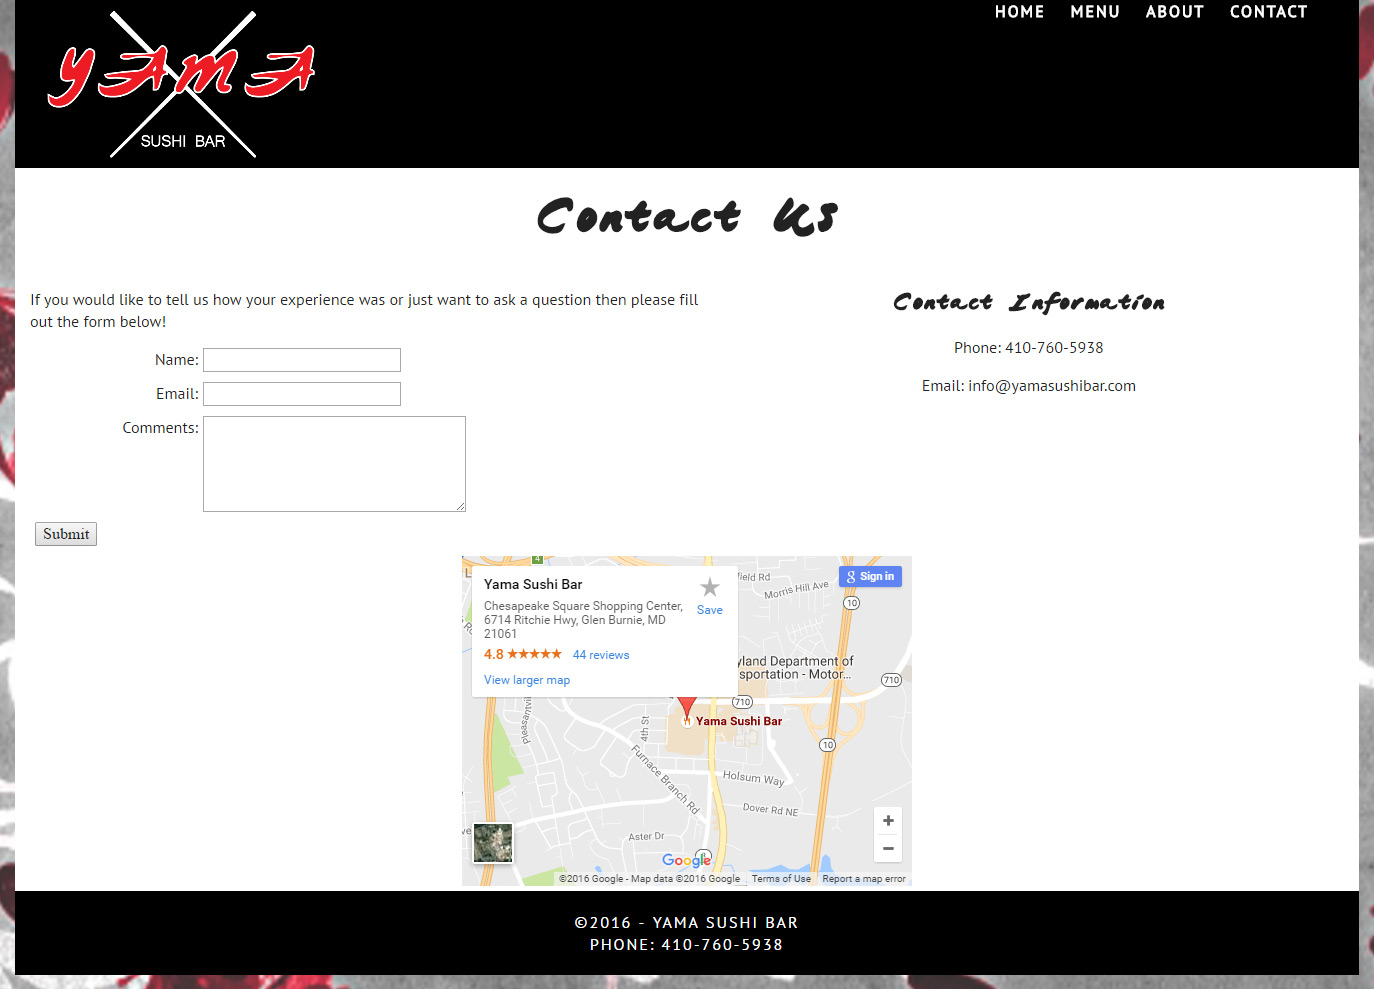 YAMA
SUSHI BAR
HOME MENU ABOUT CONTACT
Contact Us
If you would like to tell us how your experience was or just want to ask a question then please fill
out the form below!
Name:
Email:
Comments:
Submit
Contact Information
Phone: 410-760-5938
Email: info@yamasushibar.com
4
Yama Sushi Bar
Save
Chesapeake Square Shopping Center,
6714 Ritchie Hwy, Glen Burnie, MD
21061
4.8 ★★★★★ 44 reviews
View larger map
field Rd
Morris Hill Ave
g Sign in
10
yland Department of
sportation - Motor...
710
710
Yama Sushi Bar
4th St
Pleasantvil
10
Furnace Branch Rd
Holsum Way
Dover Rd NE
Aster Dr
+
−
Google
©2016 Google - Map data ©2016 Google Terms of Use Report a map error
©2016 - YAMA SUSHI BAR
PHONE: 410-760-5938